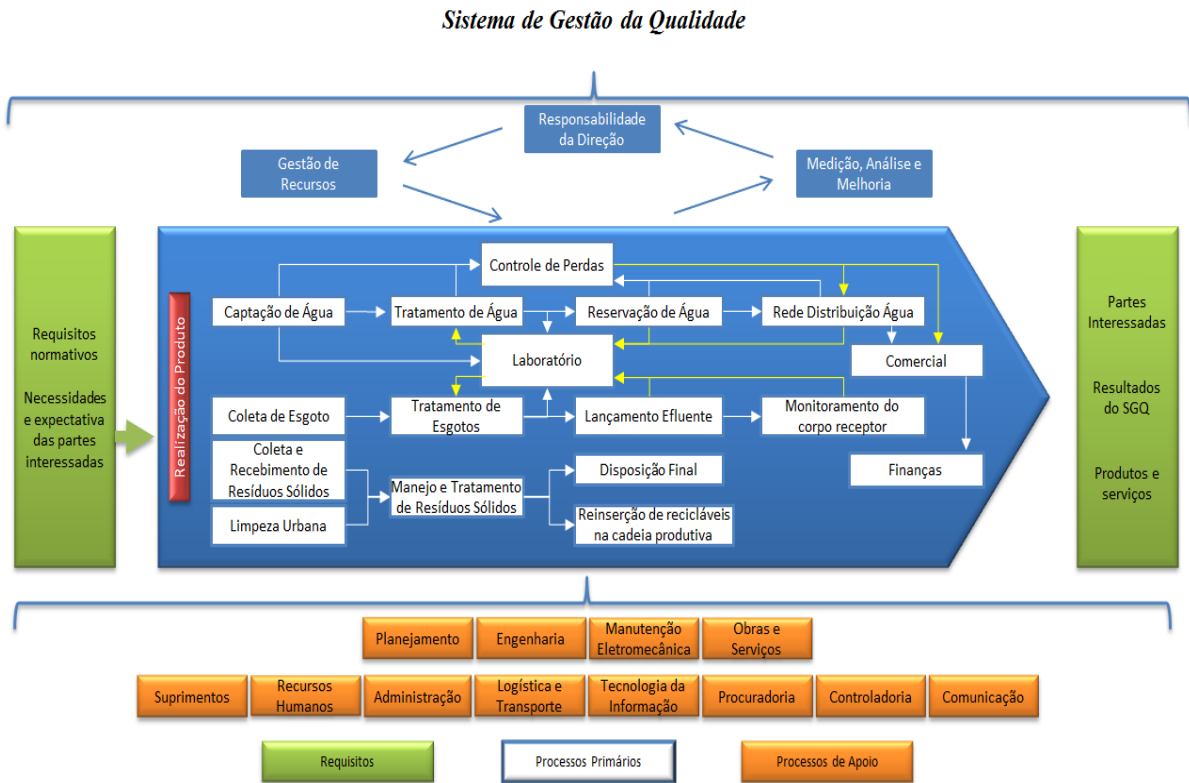 Sistema de Gestão da Qualidade
Responsabilidade
da Direção
Gestão de
Recursos
Medição, Análise e
Melhoria
Requisitos
normativos
Necessidades
e expectativa
das partes
interessadas
Realização do Produto
Controle de Perdas
Captação de Água
Tratamento de Água
Reservação de Água
Rede Distribuição Água
Laboratório
Comercial
Coleta de Esgoto
Tratamento de
Esgotos
Lançamento Efluente
Monitoramento do
corpo receptor
Coleta e
Recebimento de
Resíduos Sólidos
Manejo e Tratamento
de Resíduos Sólidos
Disposição Final
Finanças
Limpeza Urbana
Reinserção de recicláveis
na cadeia produtiva
Partes
Interessadas
Resultados
do SGQ
Produtos e
serviços
Planejamento
Engenharia
Manutenção
Eletromecânica
Obras e
Serviços
Suprimentos
Recursos
Humanos
Administração
Logística e
Transporte
Tecnologia da
Informação
Procuradoria
Controladoria
Comunicação
Requisitos
Processos Primários
Processos de Apoio